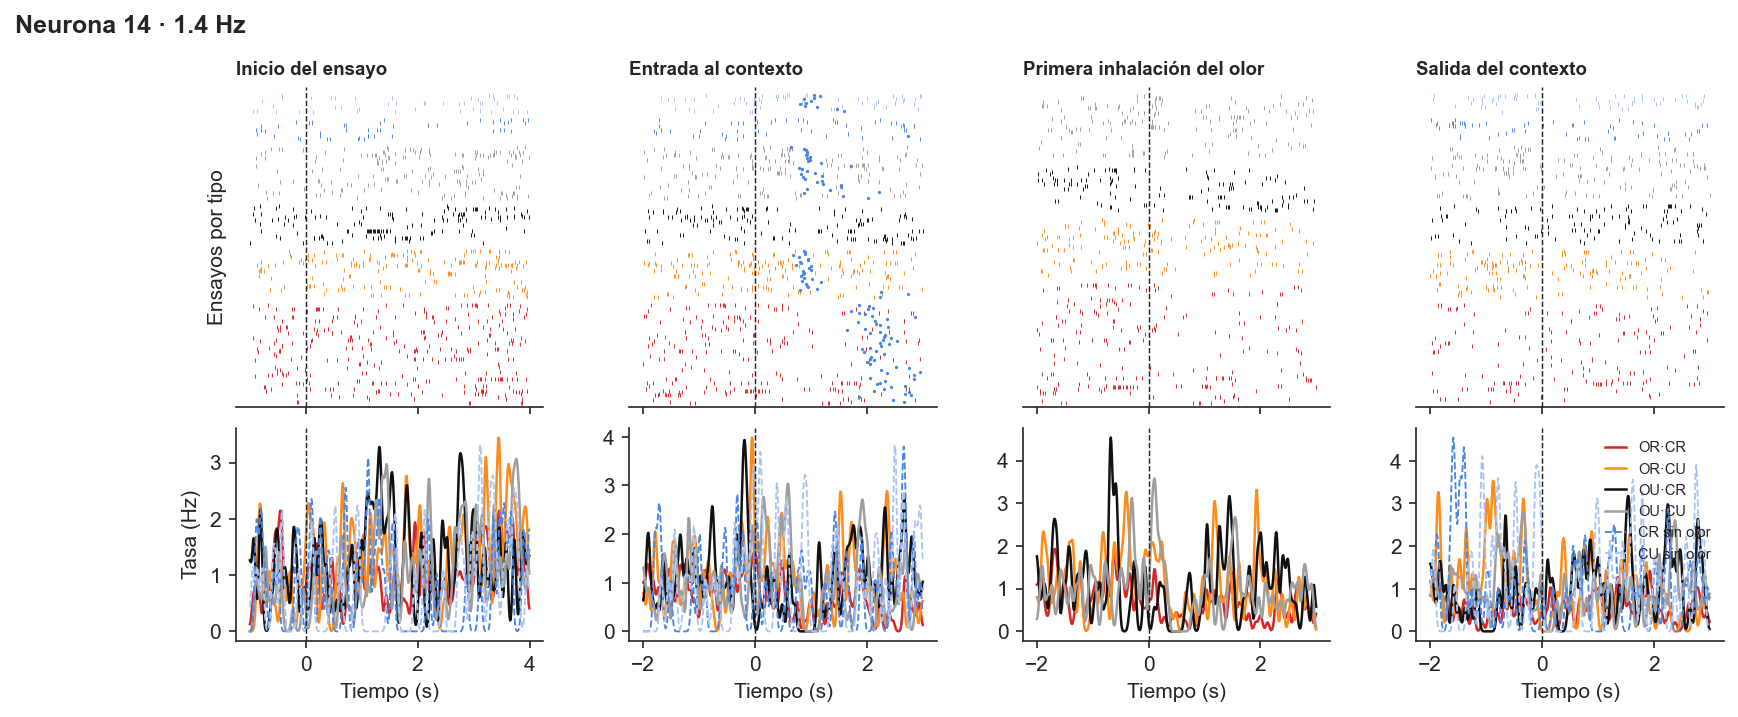 Neurona 14 · 1.4 Hz
Inicio del ensayo
Entrada al contexto
Primera inhalación del olor
Salida del contexto
Ensayos por tipo
Tasa (Hz)
3
2
1
0
0
2
4
Tiempo (s)
4
3
2
1
0
−2
0
2
Tiempo (s)
4
3
2
1
0
−2
0
2
Tiempo (s)
4
3
2
1
0
−2
0
2
Tiempo (s)
OR·CR
OR·CU
OU·CR
OU·CU
CR sin olor
CU sin olor